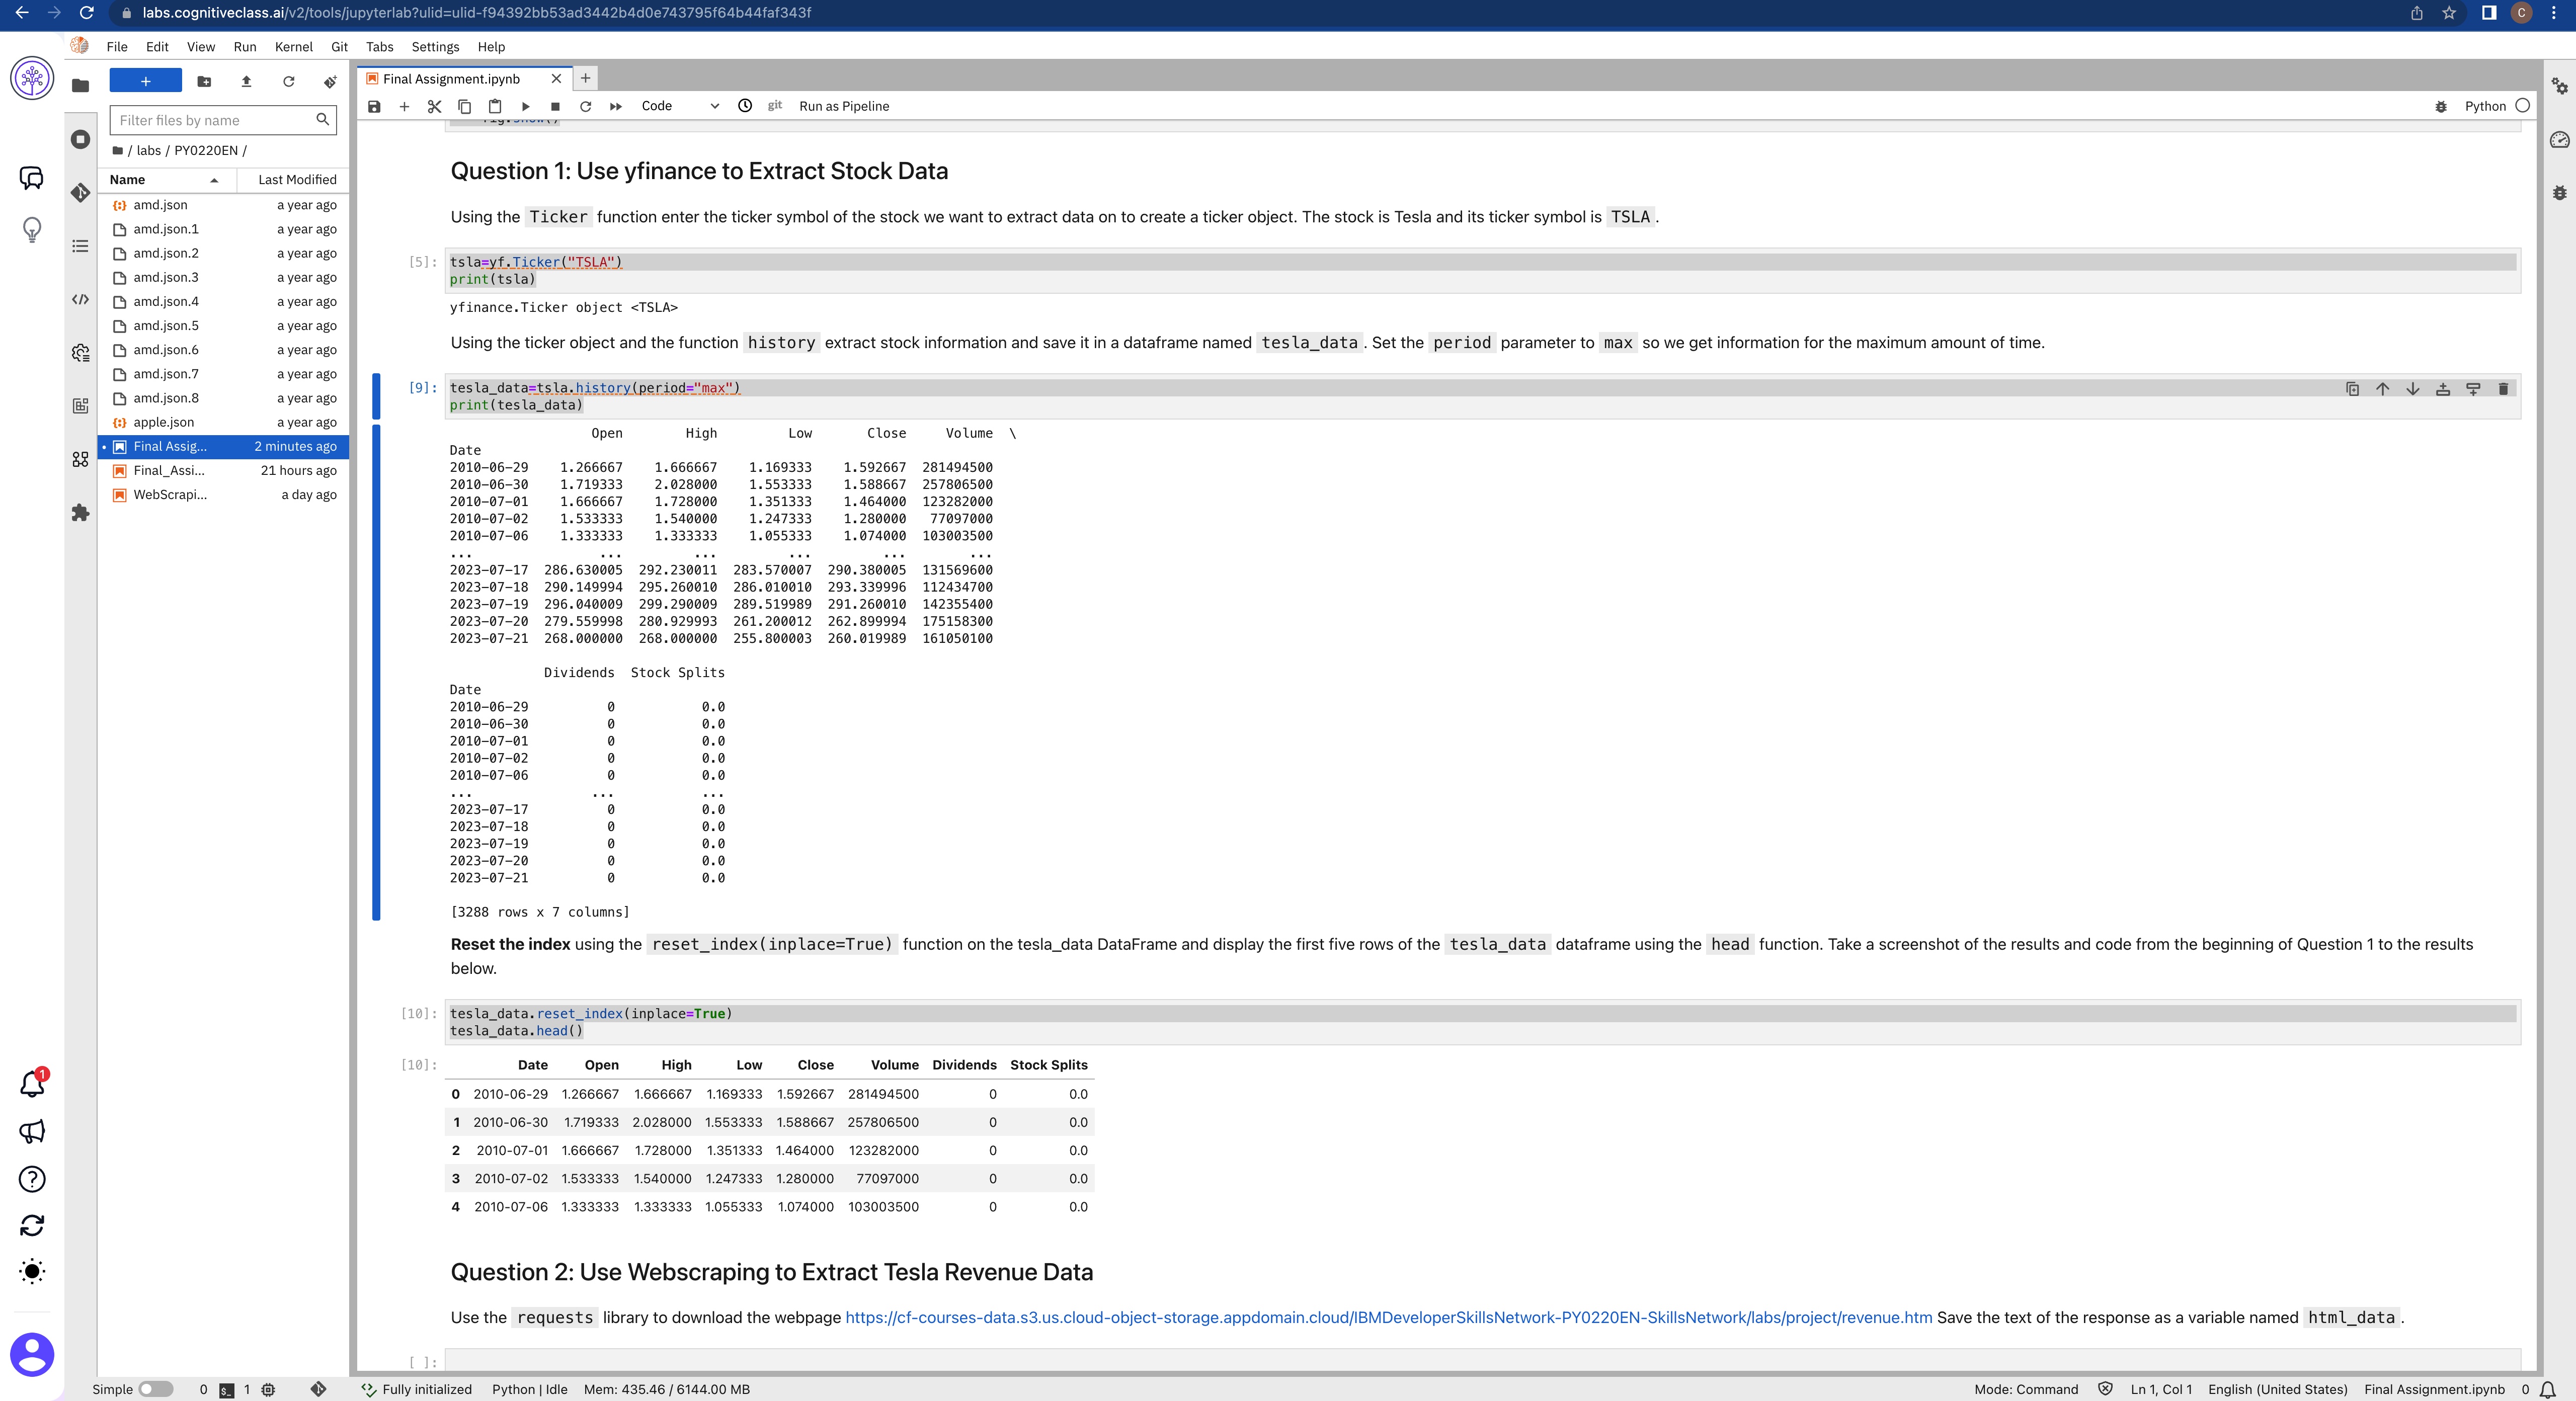 labs.cognitiveclass.ai/v2/tools/jupyterlab?ulid=ulid-f94392bb53ad3442b4d0e743795f64b44faf343f
C
File Edit View Run Kernel Git Tabs Settings Help
Final Assignment.ipynb
Code git Run as Pipeline Python
Filter files by name
/ labs / PY0220EN /
Name Last Modified
amd.json a year ago
amd.json.1 a year ago
amd.json.2 a year ago
amd.json.3 a year ago
amd.json.4 a year ago
amd.json.5 a year ago
amd.json.6 a year ago
amd.json.7 a year ago
amd.json.8 a year ago
apple.json a year ago
Final Assig... 2 minutes ago
Final_Assi... 21 hours ago
WebScrapi... a day ago
fig.show()
Question 1: Use yfinance to Extract Stock Data
Using the Ticker function enter the ticker symbol of the stock we want to extract data on to create a ticker object. The stock is Tesla and its ticker symbol is TSLA .
[5]: tsla=yf.Ticker("TSLA")
print(tsla)
yfinance.Ticker object <TSLA>
Using the ticker object and the function history extract stock information and save it in a dataframe named tesla_data . Set the period parameter to max so we get information for the maximum amount of time.
[9]: tesla_data=tsla.history(period="max")
print(tesla_data)
Open High Low Close Volume \
Date
2010-06-29 1.266667 1.666667 1.169333 1.592667 281494500
2010-06-30 1.719333 2.028000 1.553333 1.588667 257806500
2010-07-01 1.666667 1.728000 1.351333 1.464000 123282000
2010-07-02 1.533333 1.540000 1.247333 1.280000 77097000
2010-07-06 1.333333 1.333333 1.055333 1.074000 103003500
... ... ... ... ... ...
2023-07-17 286.630005 292.230011 283.570007 290.380005 131569600
2023-07-18 290.149994 295.260010 286.010010 293.339996 112434700
2023-07-19 296.040009 299.290009 289.519989 291.260010 142355400
2023-07-20 279.559998 280.929993 261.200012 262.899994 175158300
2023-07-21 268.000000 268.000000 255.800003 260.019989 161050100
Dividends Stock Splits
Date
2010-06-29 0 0.0
2010-06-30 0 0.0
2010-07-01 0 0.0
2010-07-02 0 0.0
2010-07-06 0 0.0
... ... ...
2023-07-17 0 0.0
2023-07-18 0 0.0
2023-07-19 0 0.0
2023-07-20 0 0.0
2023-07-21 0 0.0
[3288 rows x 7 columns]
Reset the index using the reset_index(inplace=True) function on the tesla_data DataFrame and display the first five rows of the tesla_data dataframe using the head function. Take a screenshot of the results and code from the beginning of Question 1 to the results
below.
[10]: tesla_data.reset_index(inplace=True)
tesla_data.head()
[10]: Date Open High Low Close Volume Dividends Stock Splits
0 2010-06-29 1.266667 1.666667 1.169333 1.592667 281494500 0 0.0
1 2010-06-30 1.719333 2.028000 1.553333 1.588667 257806500 0 0.0
2 2010-07-01 1.666667 1.728000 1.351333 1.464000 123282000 0 0.0
3 2010-07-02 1.533333 1.540000 1.247333 1.280000 77097000 0 0.0
4 2010-07-06 1.333333 1.333333 1.055333 1.074000 103003500 0 0.0
Question 2: Use Webscraping to Extract Tesla Revenue Data
Use the requests library to download the webpage https://cf-courses-data.s3.us.cloud-object-storage.appdomain.cloud/IBMDeveloperSkillsNetwork-PY0220EN-SkillsNetwork/labs/project/revenue.htm Save the text of the response as a variable named html_data .
[ ]:
1
Simple 0 $_ 1 Fully initialized Python | Idle Mem: 435.46 / 6144.00 MB Mode: Command Ln 1, Col 1 English (United States) Final Assignment.ipynb 0